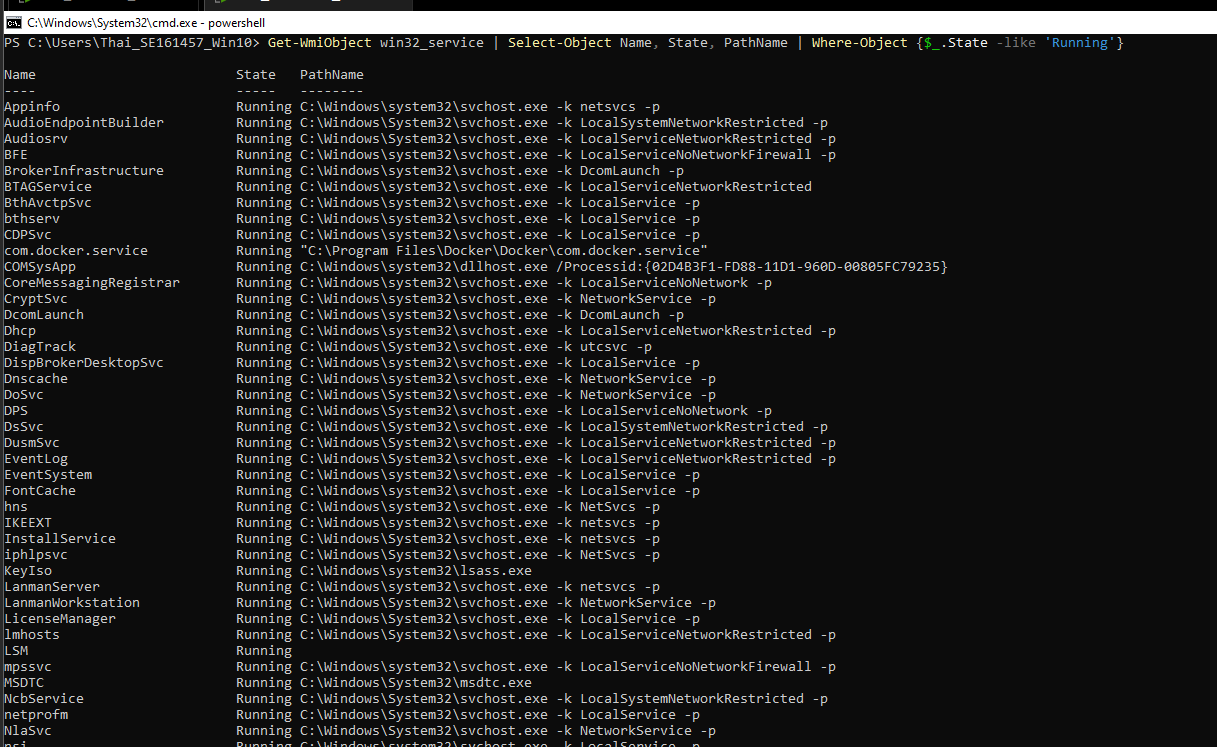 C:\Windows\System32\cmd.exe - powershell
PS C:\Users\Thai_SE161457_Win10> Get-WmiObject win32_service | Select-Object Name, State, PathName | Where-Object {$_.State -like 'Running'}
Name State PathName
---- ----- --------
Appinfo Running C:\Windows\system32\svchost.exe -k netsvcs -p
AudioEndpointBuilder Running C:\Windows\System32\svchost.exe -k LocalSystemNetworkRestricted -p
Audiosrv Running C:\Windows\System32\svchost.exe -k LocalServiceNetworkRestricted -p
BFE Running C:\Windows\system32\svchost.exe -k LocalServiceNoNetworkFirewall -p
BrokerInfrastructure Running C:\Windows\system32\svchost.exe -k DcomLaunch -p
BTAGService Running C:\Windows\system32\svchost.exe -k LocalServiceNetworkRestricted
BthAvctpSvc Running C:\Windows\system32\svchost.exe -k LocalService -p
bthserv Running C:\Windows\system32\svchost.exe -k LocalService -p
CDPSvc Running C:\Windows\system32\svchost.exe -k LocalService -p
com.docker.service Running "C:\Program Files\Docker\Docker\com.docker.service"
COMSysApp Running C:\Windows\system32\dllhost.exe /Processid:{02D4B3F1-FD88-11D1-960D-00805FC79235}
CoreMessagingRegistrar Running C:\Windows\system32\svchost.exe -k LocalServiceNoNetwork -p
CryptSvc Running C:\Windows\system32\svchost.exe -k NetworkService -p
DcomLaunch Running C:\Windows\system32\svchost.exe -k DcomLaunch -p
Dhcp Running C:\Windows\system32\svchost.exe -k LocalServiceNetworkRestricted -p
DiagTrack Running C:\Windows\System32\svchost.exe -k utcsvc -p
DispBrokerDesktopSvc Running C:\Windows\system32\svchost.exe -k LocalService -p
Dnscache Running C:\Windows\system32\svchost.exe -k NetworkService -p
DoSvc Running C:\Windows\System32\svchost.exe -k NetworkService -p
DPS Running C:\Windows\System32\svchost.exe -k LocalServiceNoNetwork -p
DsSvc Running C:\Windows\System32\svchost.exe -k LocalSystemNetworkRestricted -p
DusmSvc Running C:\Windows\System32\svchost.exe -k LocalServiceNetworkRestricted -p
EventLog Running C:\Windows\System32\svchost.exe -k LocalServiceNetworkRestricted -p
EventSystem Running C:\Windows\system32\svchost.exe -k LocalService -p
FontCache Running C:\Windows\system32\svchost.exe -k LocalService -p
hns Running C:\Windows\system32\svchost.exe -k NetSvcs -p
IKEEXT Running C:\Windows\system32\svchost.exe -k netsvcs -p
InstallService Running C:\Windows\System32\svchost.exe -k netsvcs -p
iphlpsvc Running C:\Windows\System32\svchost.exe -k NetSvcs -p
KeyIso Running C:\Windows\system32\lsass.exe
LanmanServer Running C:\Windows\system32\svchost.exe -k netsvcs -p
LanmanWorkstation Running C:\Windows\System32\svchost.exe -k NetworkService -p
LicenseManager Running C:\Windows\System32\svchost.exe -k LocalService -p
lmhosts Running C:\Windows\system32\svchost.exe -k LocalServiceNetworkRestricted -p
LSM Running
mpssvc Running C:\Windows\system32\svchost.exe -k LocalServiceNoNetworkFirewall -p
MSDTC Running C:\Windows\System32\msdtc.exe
NcbService Running C:\Windows\System32\svchost.exe -k LocalSystemNetworkRestricted -p
netprofm Running C:\Windows\System32\svchost.exe -k LocalService -p
NlaSvc Running C:\Windows\System32\svchost.exe -k NetworkService -p
nsi Running C:\Windows\system32\svchost.exe -k LocalService -p